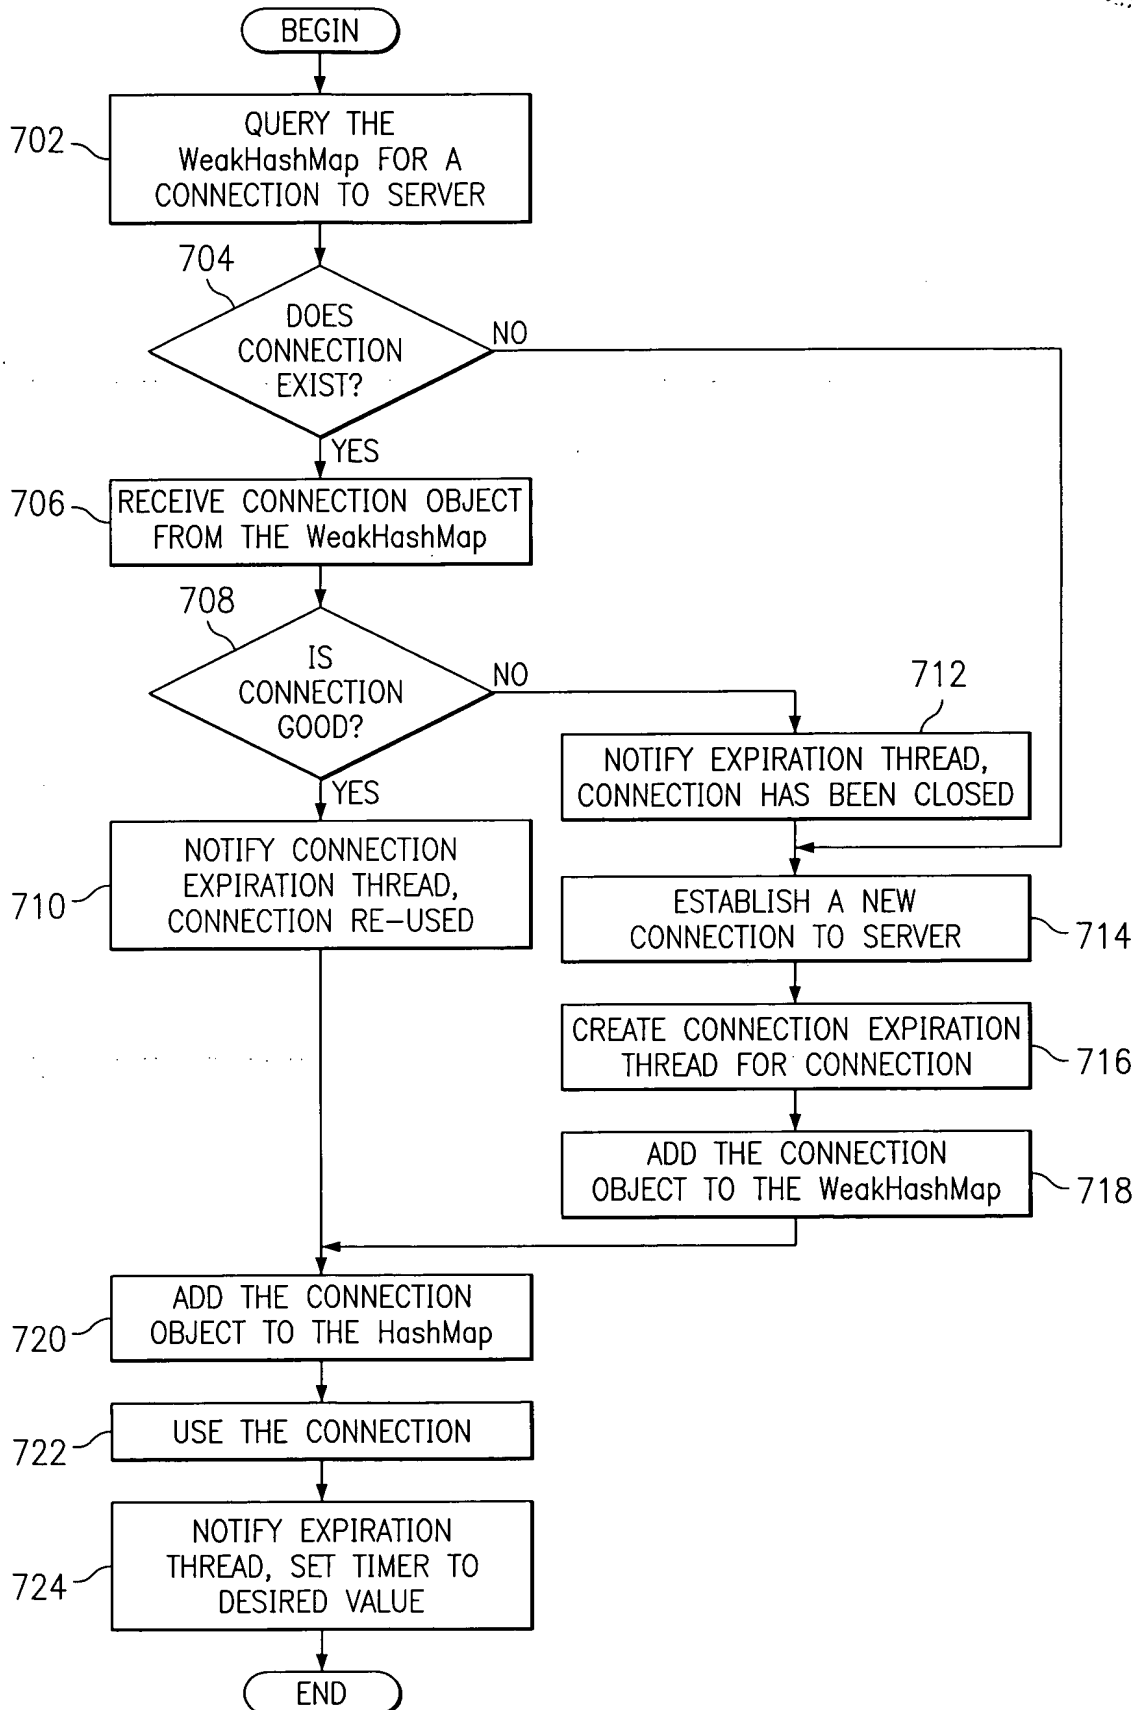 BEGIN
702
QUERY THE
WeakHashMap FOR A
CONNECTION TO SERVER
704
DOES
CONNECTION
EXIST?
NO
YES
706
RECEIVE CONNECTION OBJECT
FROM THE WeakHashMap
708
IS
CONNECTION
GOOD?
NO
YES
712
NOTIFY EXPIRATION THREAD,
CONNECTION HAS BEEN CLOSED
710
NOTIFY CONNECTION
EXPIRATION THREAD,
CONNECTION RE-USED
ESTABLISH A NEW
CONNECTION TO SERVER
714
CREATE CONNECTION EXPIRATION
THREAD FOR CONNECTION
716
ADD THE CONNECTION
OBJECT TO THE WeakHashMap
718
720
ADD THE CONNECTION
OBJECT TO THE HashMap
722
USE THE CONNECTION
724
NOTIFY EXPIRATION
THREAD, SET TIMER TO
DESIRED VALUE
END